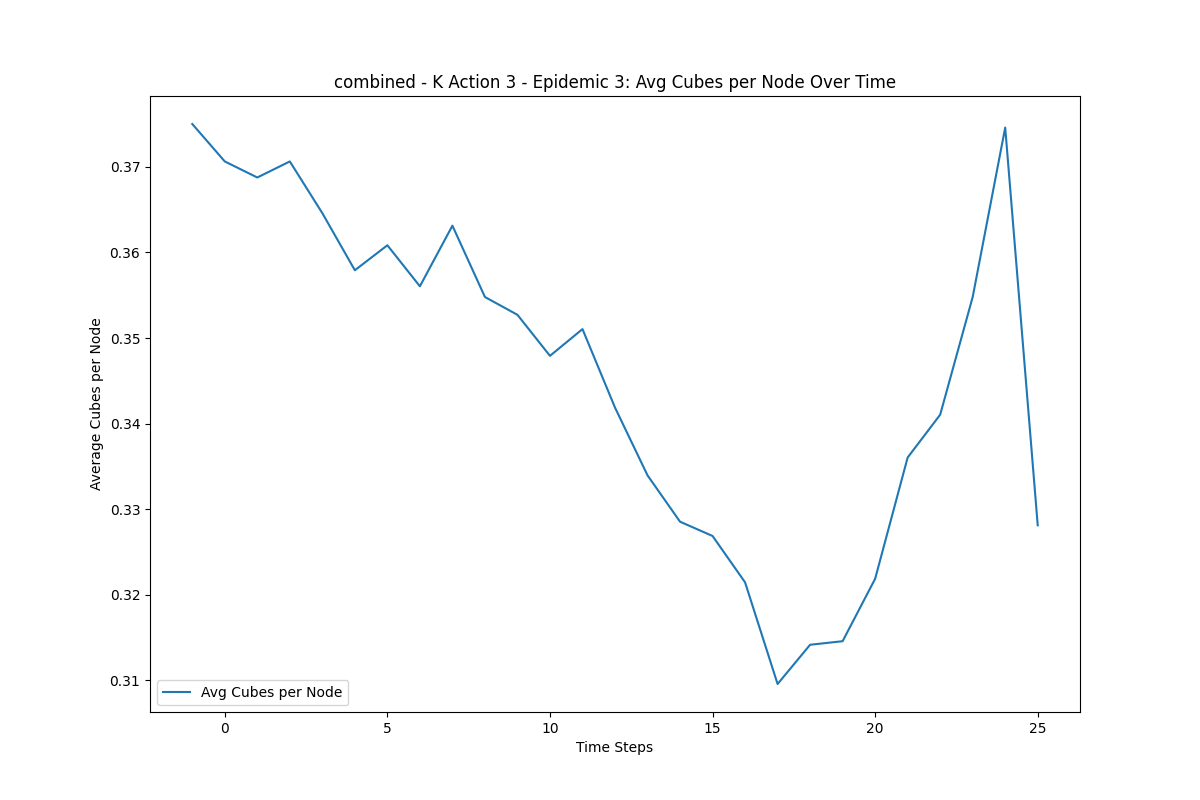 combined - K Action 3 - Epidemic 3: Avg Cubes per Node Over Time
0.37
0.36
0.35
0.34
0.33
0.32
0.31
Average Cubes per Node
Avg Cubes per Node
0 5 10 15 20 25
Time Steps